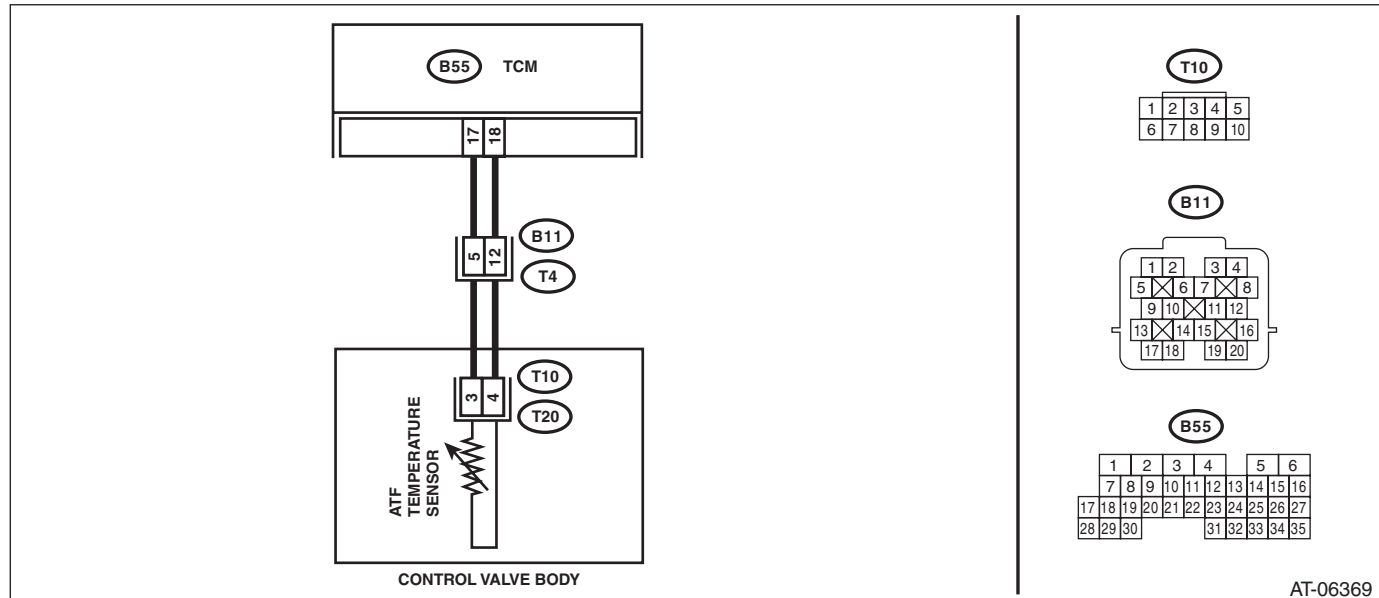 B55 TCM
17 18
B11
5 12
T4
T10
3 4
T20
ATF
TEMPERATURE
SENSOR
CONTROL VALVE BODY
T10
1 2 3 4 5
6 7 8 9 10
B11
1 2 3 4
5 6 7 8
9 10 11 12
13 14 15 16
17 18 19 20
B55
1 2 3 4 5 6
7 8 9 10 11 12 13 14 15 16
17 18 19 20 21 22 23 24 25 26 27
28 29 30 31 32 33 34 35
AT-06369